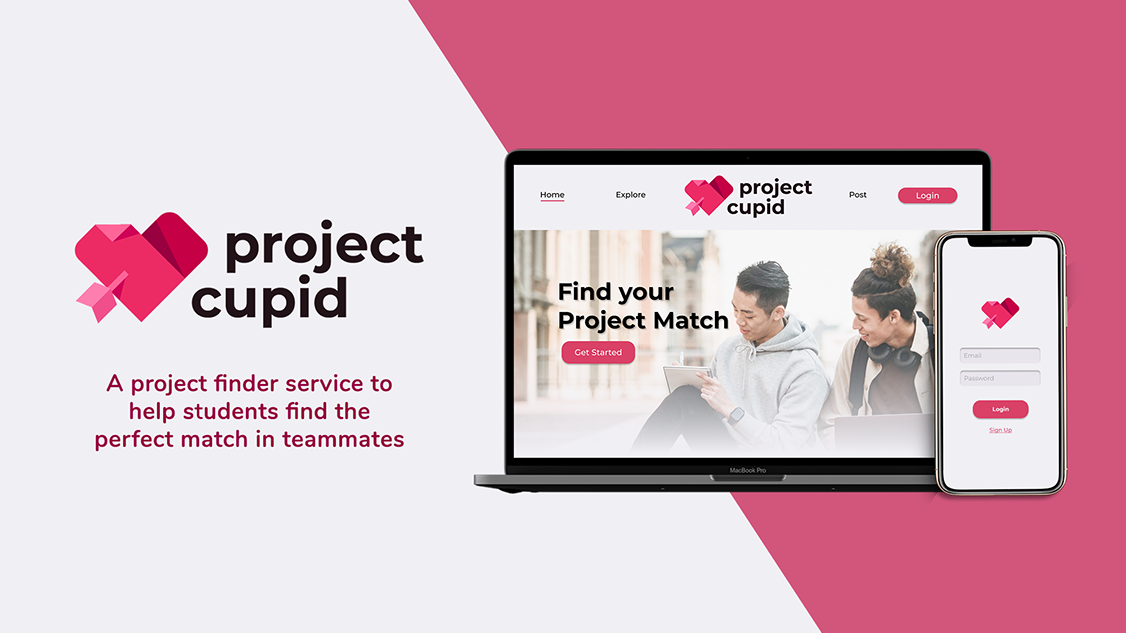 project
cupid
A project finder service to
help students find the
perfect match in teammates
Home
Explore
project
cupid
Post
Login
Find your
Project Match
Get Started
MacBook Pro
Email
Password
Login
Sign Up